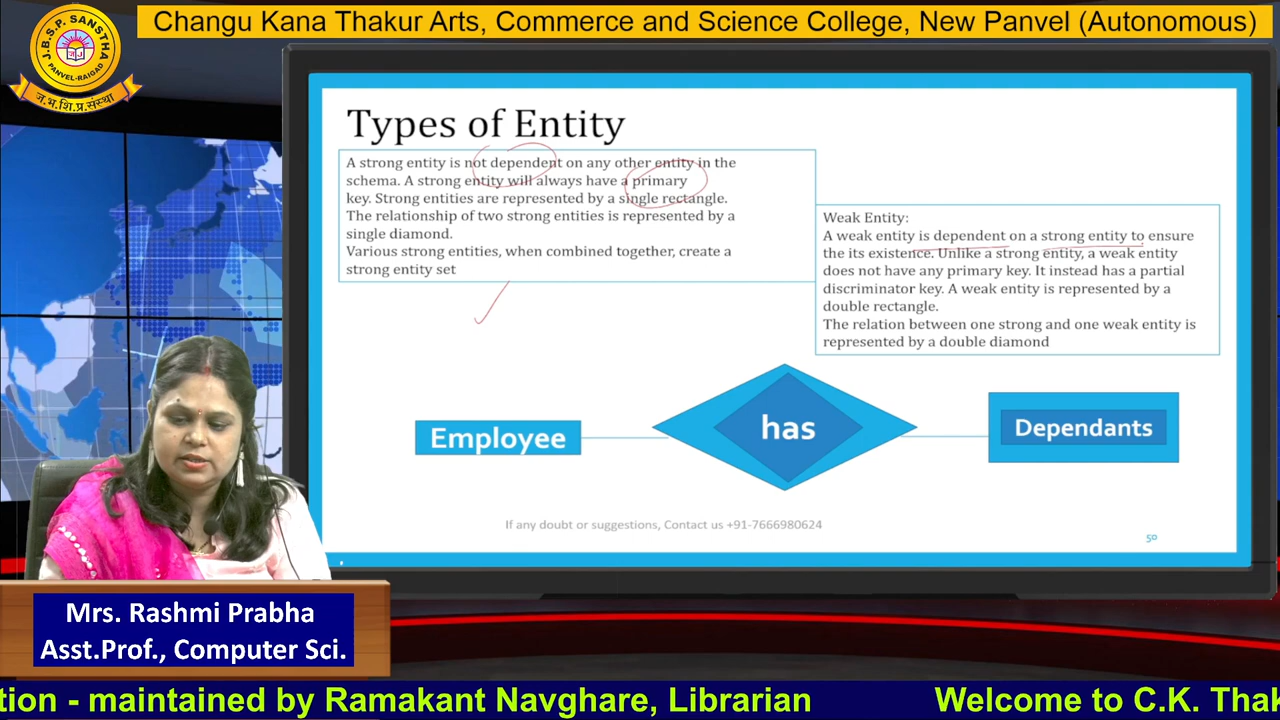 Changu Kana Thakur Arts, Commerce and Science College, New Panvel (Autonomous)
J.B.S.P. SANSTHA
PANVEL-RAIGAD
ज.भ.शि.प्र.संस्था
Types of Entity
A strong entity is not dependent on any other entity in the
schema. A strong entity will always have a primary
key. Strong entities are represented by a single rectangle.
The relationship of two strong entities is represented by a
single diamond.
Various strong entities, when combined together, create a
strong entity set
Weak Entity:
A weak entity is dependent on a strong entity to ensure
the its existence. Unlike a strong entity, a weak entity
does not have any primary key. It instead has a partial
discriminator key. A weak entity is represented by a
double rectangle.
The relation between one strong and one weak entity is
represented by a double diamond
Employee
has
Dependants
If any doubt or suggestions, Contact us +91-7666980624
50
Mrs. Rashmi Prabha
Asst.Prof., Computer Sci.
tion - maintained by Ramakant Navghare, Librarian Welcome to C.K. Thak